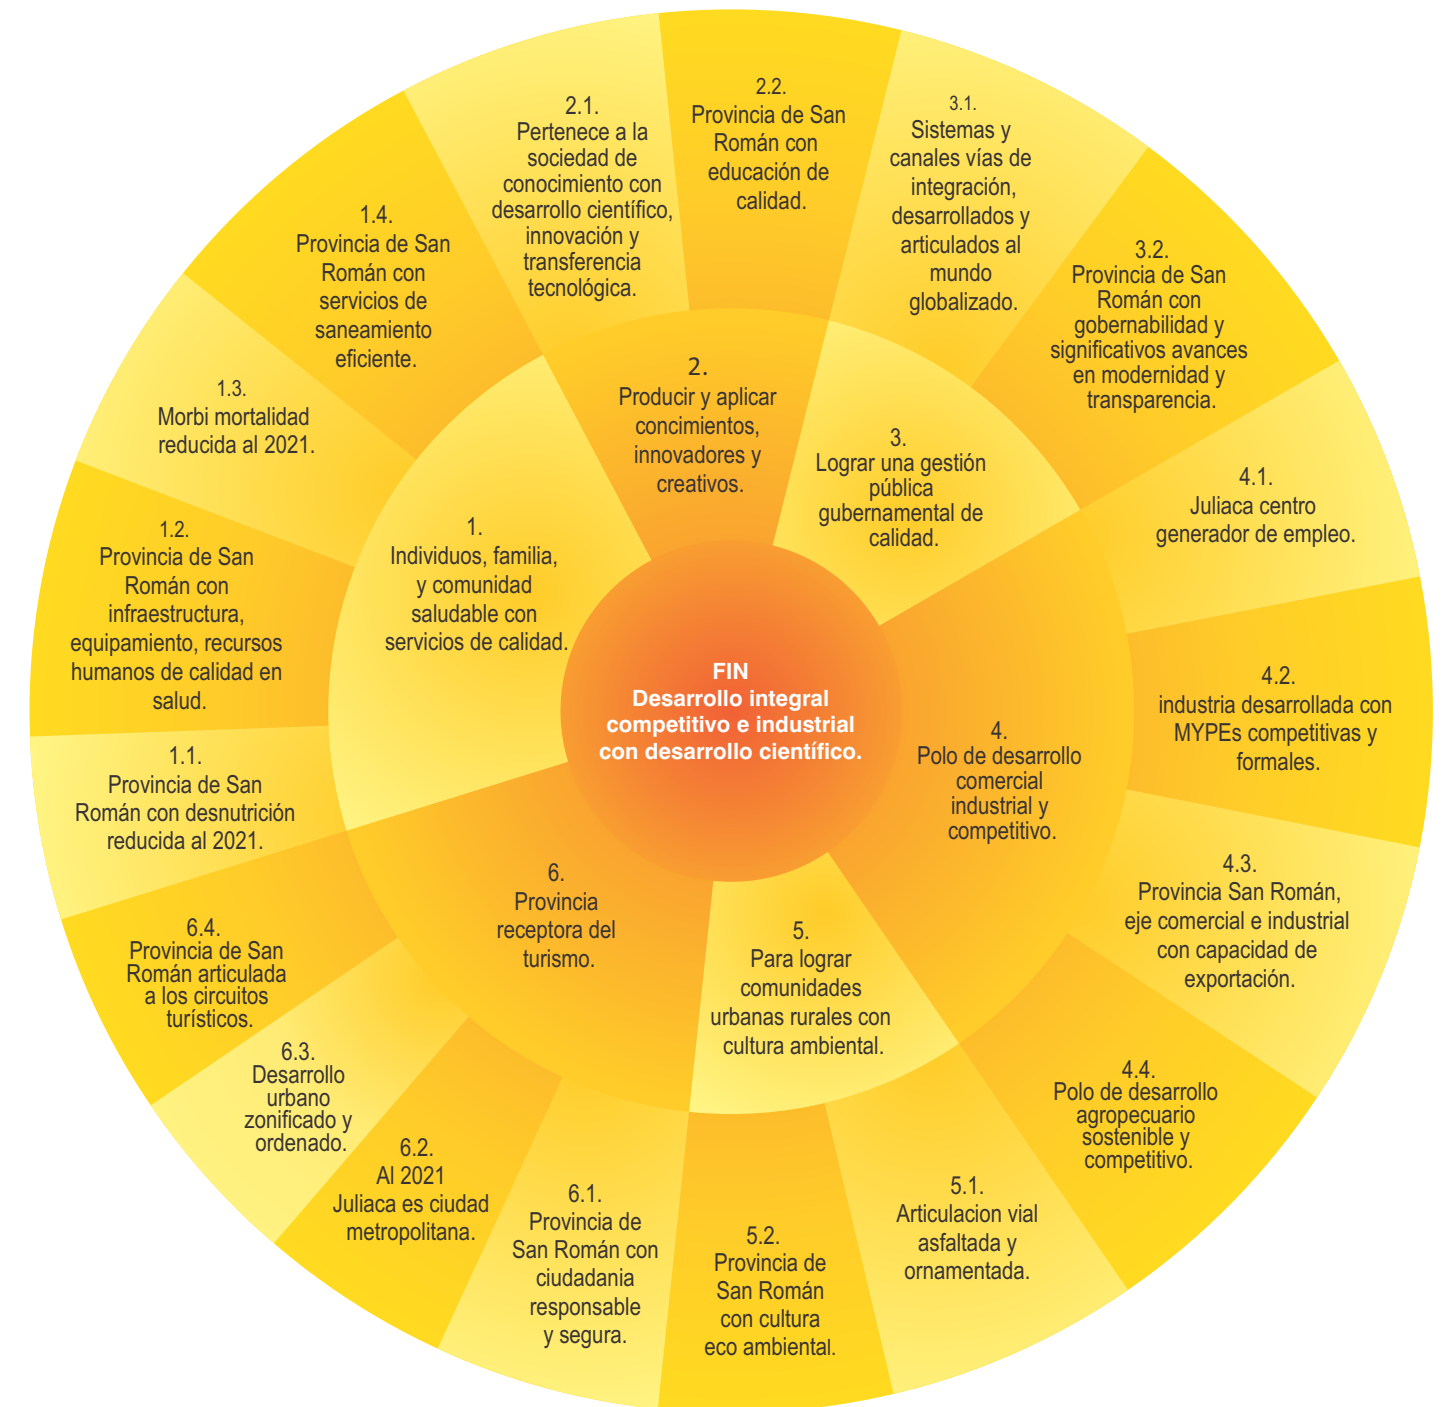 FIN
Desarrollo integral
competitivo e industrial
con desarrollo científico.
1.
Individuos, familia,
y comunidad
saludable con
servicios de calidad.
1.1.
Provincia de San
Román con desnutrición
reducida al 2021.
1.2.
Provincia de San
Román con
infraestructura,
equipamiento, recursos
humanos de calidad en
salud.
1.3.
Morbi mortalidad
reducida al 2021.
1.4.
Provincia de San
Román con
servicios de
saneamiento
eficiente.
2.
Producir y aplicar
concimientos,
innovadores y
creativos.
2.1.
Pertenece a la
sociedad de
conocimiento con
desarrollo científico,
innovación y
transferencia
tecnológica.
2.2.
Provincia de San
Román con
educación de
calidad.
3.
Lograr una gestión
pública
gubernamental de
calidad.
3.1.
Sistemas y
canales vías de
integración,
desarrollados y
articulados al
mundo
globalizado.
3.2.
Provincia de San
Román con
gobernabilidad y
significativos avances
en modernidad y
transparencia.
4.
Polo de desarrollo
comercial
industrial y
competitivo.
4.1.
Juliaca centro
generador de empleo.
4.2.
industria desarrollada con
MYPEs competitivas y
formales.
4.3.
Provincia San Román,
eje comercial e industrial
con capacidad de
exportación.
4.4.
Polo de desarrollo
agropecuario
sostenible y
competitivo.
5.
Para lograr
comunidades
urbanas rurales con
cultura ambiental.
5.1.
Articulacion vial
asfaltada y
ornamentada.
5.2.
Provincia de
San Román
con cultura
eco ambiental.
6.
Provincia
receptora del
turismo.
6.1.
Provincia de
San Román con
ciudadania
responsable
y segura.
6.2.
Al 2021
Juliaca es ciudad
metropolitana.
6.3.
Desarrollo
urbano
zonificado y
ordenado.
6.4.
Provincia de San
Román articulada
a los circuitos
turísticos.